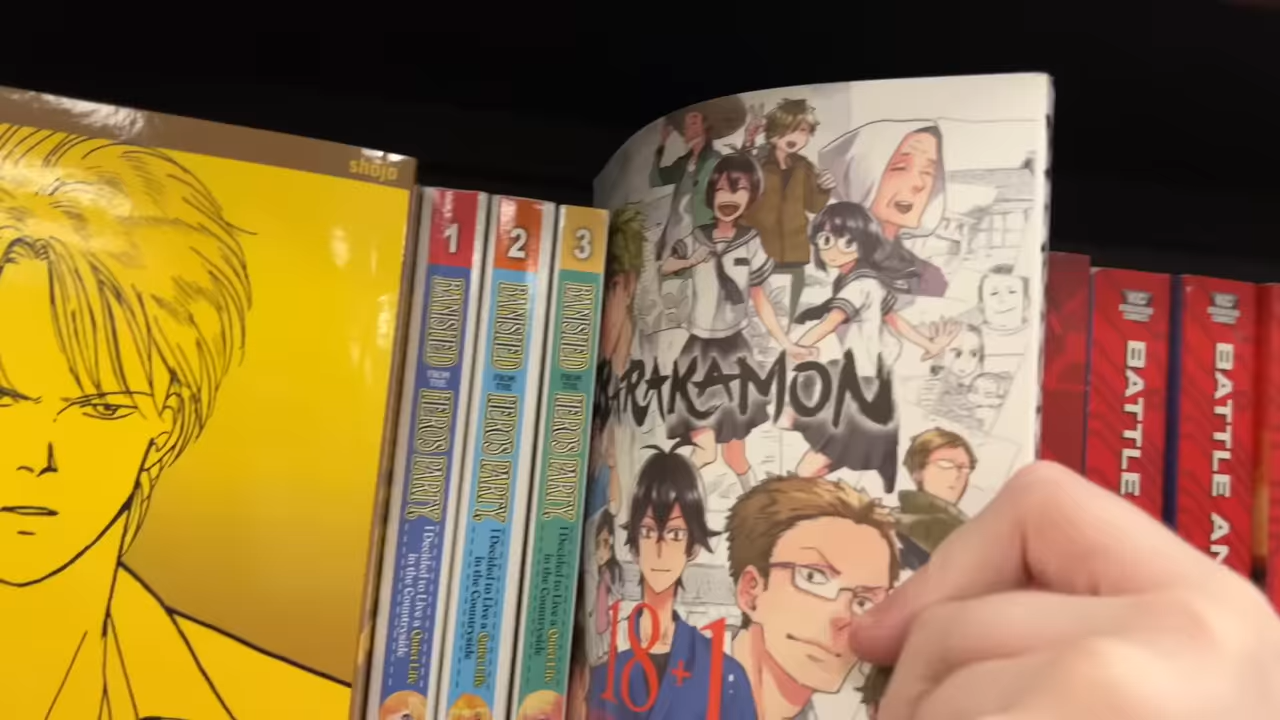 shōjo
1
BANISHED FROM THE HERO'S PARTY,
I Decided to Live a Quiet Life
in the Countryside
2
BANISHED FROM THE HERO'S PARTY,
I Decided to Live a Quiet Life
in the Countryside
3
BANISHED FROM THE HERO'S PARTY,
I Decided to Live a Quiet Life
in the Countryside
BARAKAMON
18+1
BATTLE
BATTLE AN